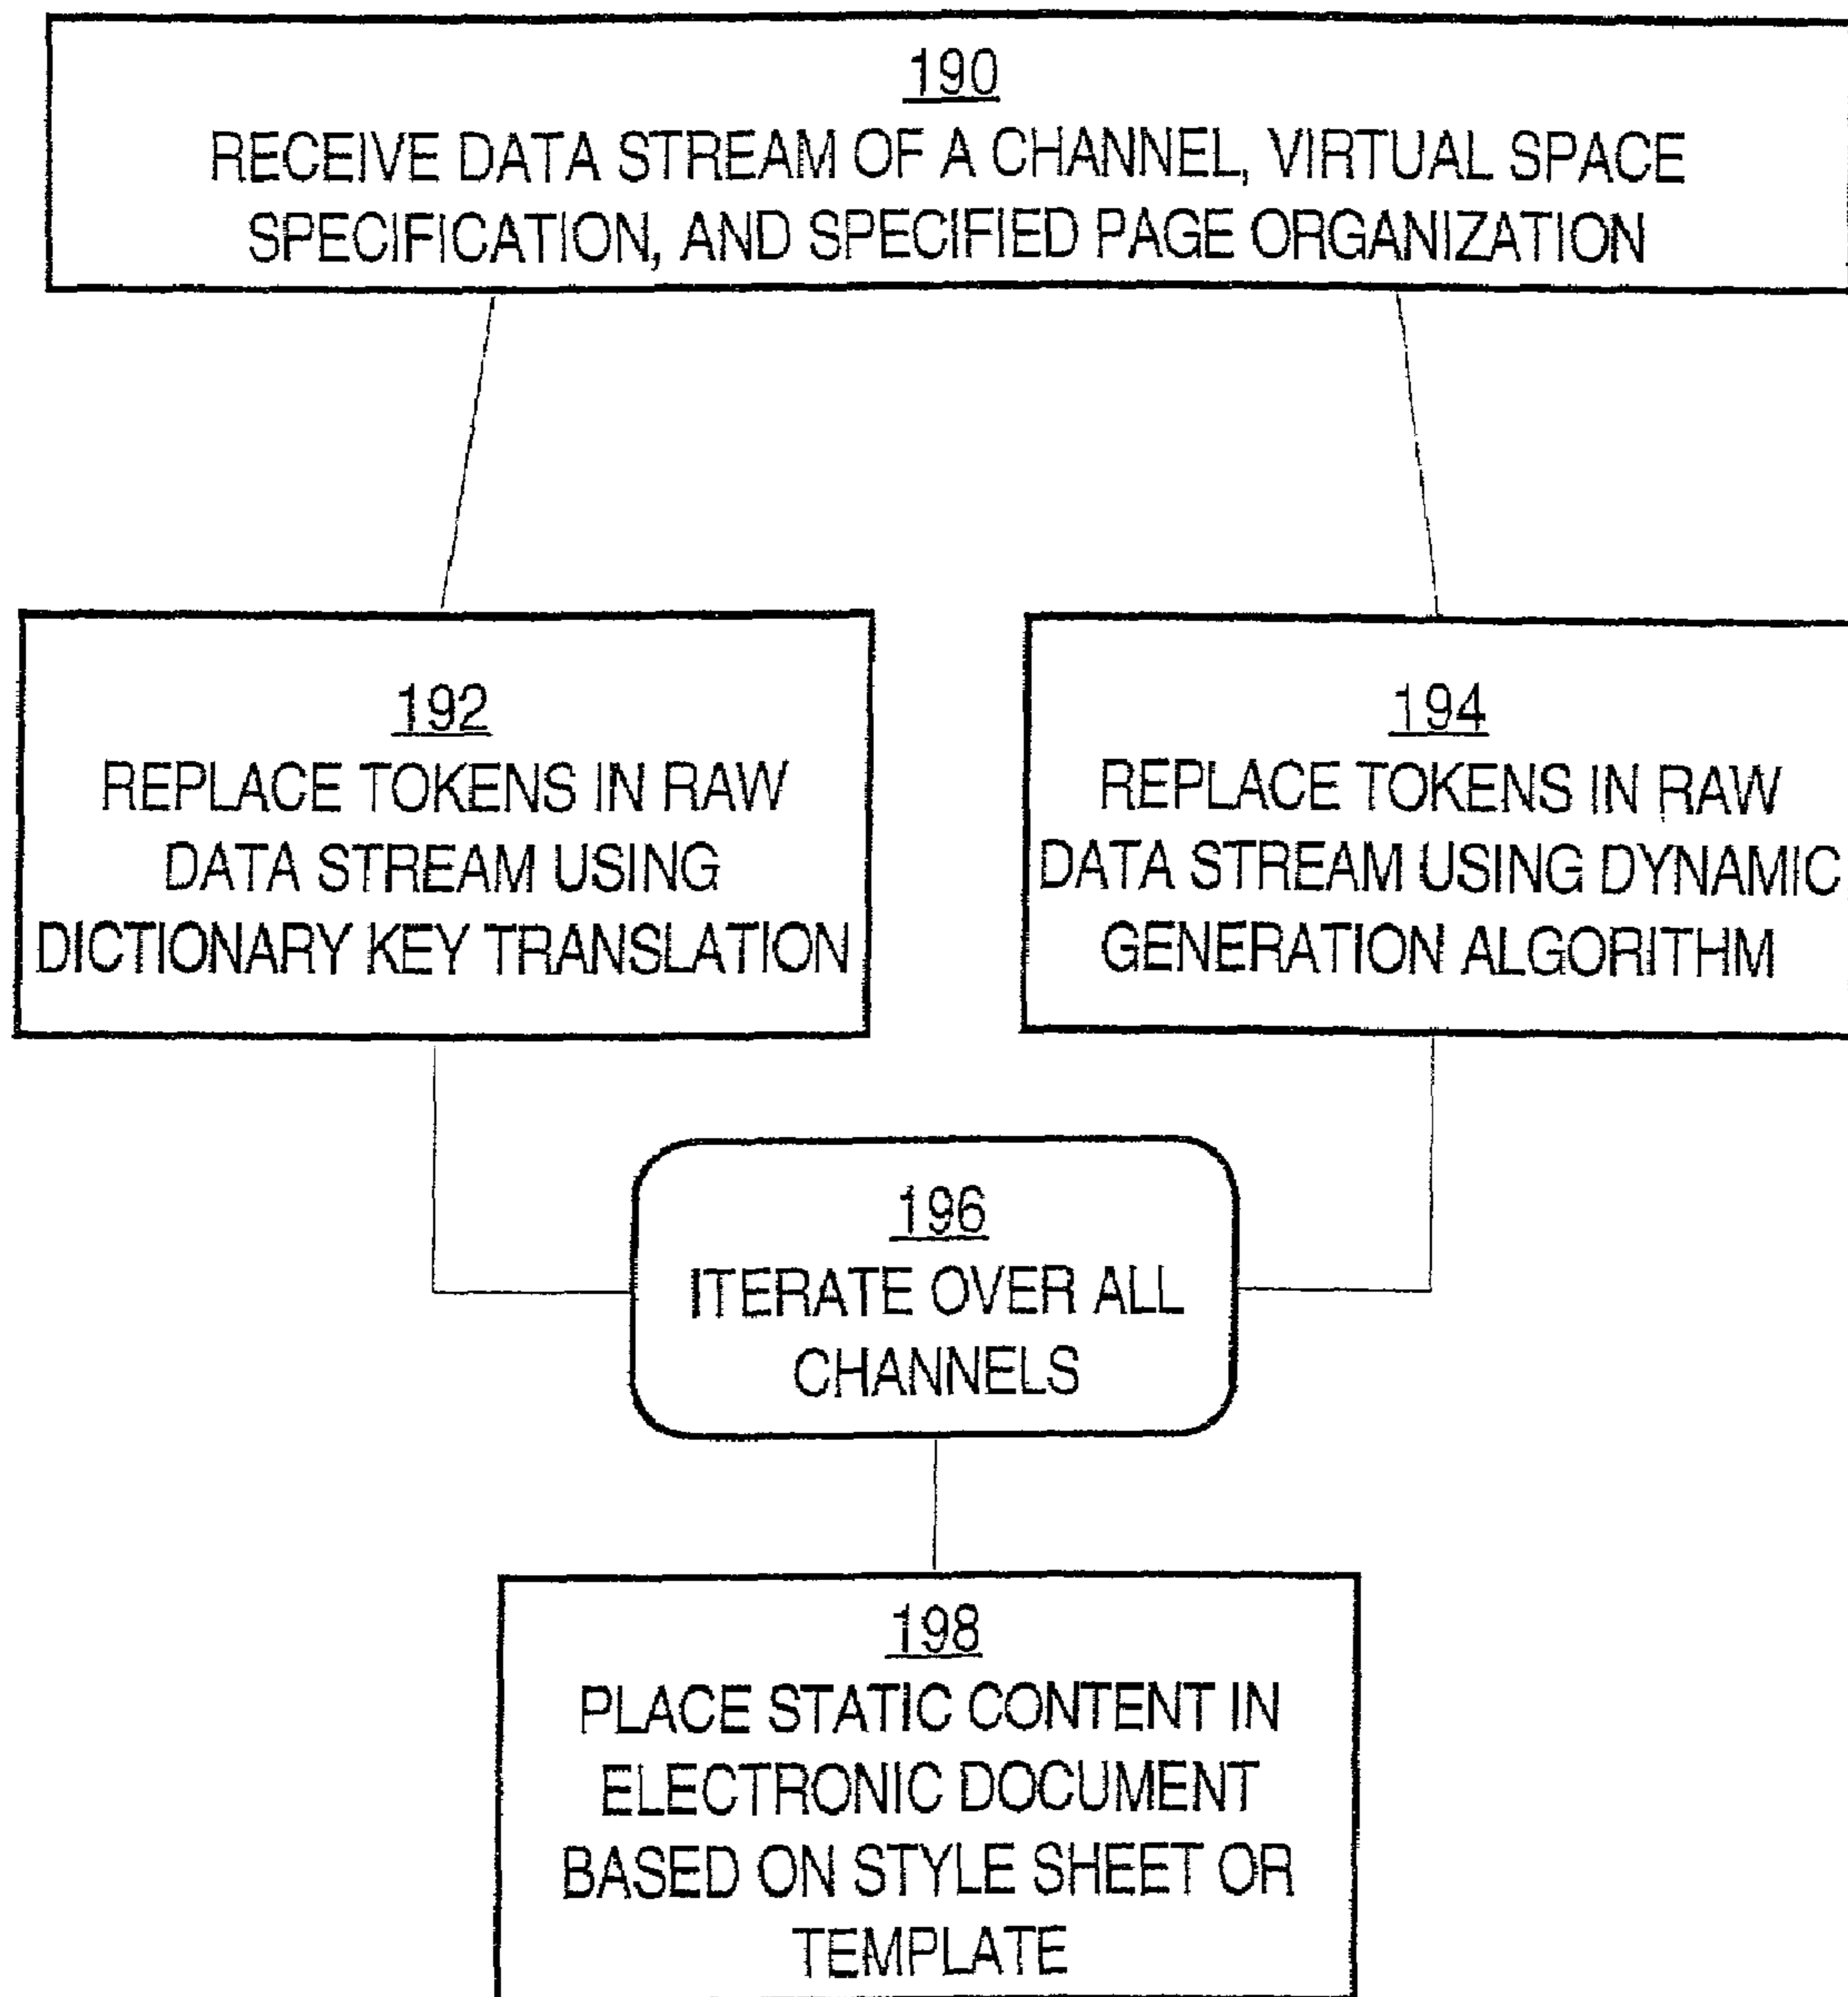 190
RECEIVE DATA STREAM OF A CHANNEL, VIRTUAL SPACE
SPECIFICATION, AND SPECIFIED PAGE ORGANIZATION
192
REPLACE TOKENS IN RAW
DATA STREAM USING
DICTIONARY KEY TRANSLATION
194
REPLACE TOKENS IN RAW
DATA STREAM USING DYNAMIC
GENERATION ALGORITHM
196
ITERATE OVER ALL
CHANNELS
198
PLACE STATIC CONTENT IN
ELECTRONIC DOCUMENT
BASED ON STYLE SHEET OR
TEMPLATE